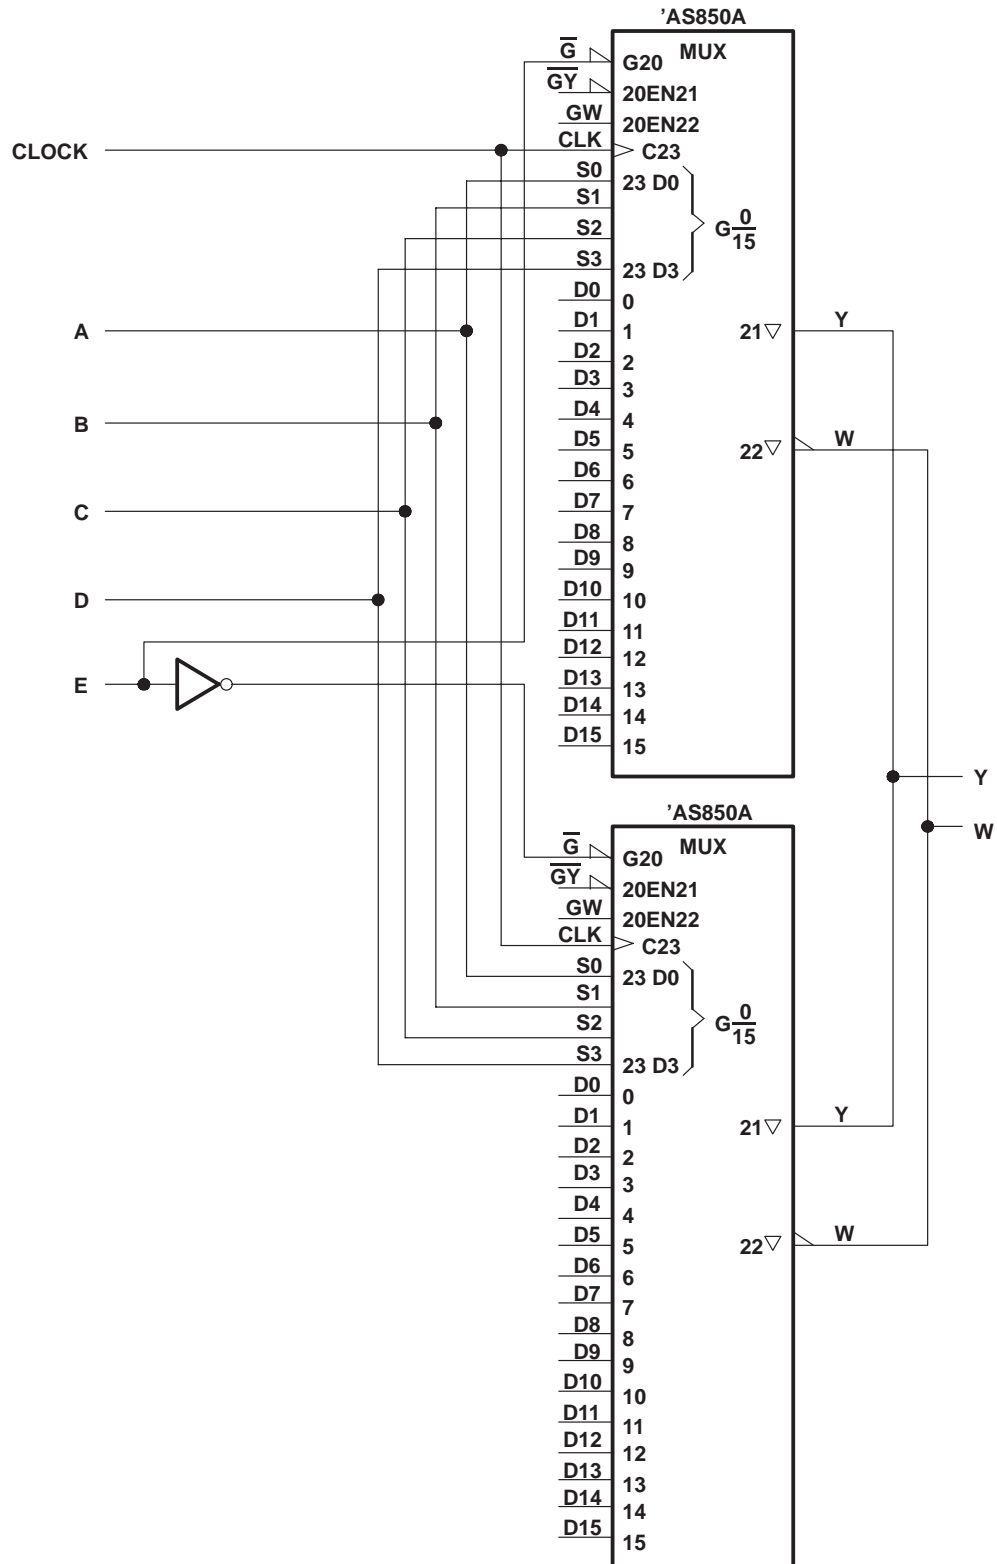 'AS850A
MUX
G̅
G20
G̅Y̅
20EN21
GW
20EN22
CLOCK
CLK
C23
S0
23 D0
S1
S2
G 0/15
S3
23 D3
D0
0
A
D1
1
21▽
Y
D2
2
D3
3
B
D4
4
D5
5
22▽
W
D6
6
C
D7
7
D8
8
D9
9
D
D10
10
D11
11
D12
12
E
D13
13
D14
14
D15
15
Y
W
'AS850A
MUX
G̅
G20
G̅Y̅
20EN21
GW
20EN22
CLK
C23
S0
23 D0
S1
S2
G 0/15
S3
23 D3
D0
0
D1
1
21▽
Y
D2
2
D3
3
D4
4
D5
5
22▽
W
D6
6
D7
7
D8
8
D9
9
D10
10
D11
11
D12
12
D13
13
D14
14
D15
15